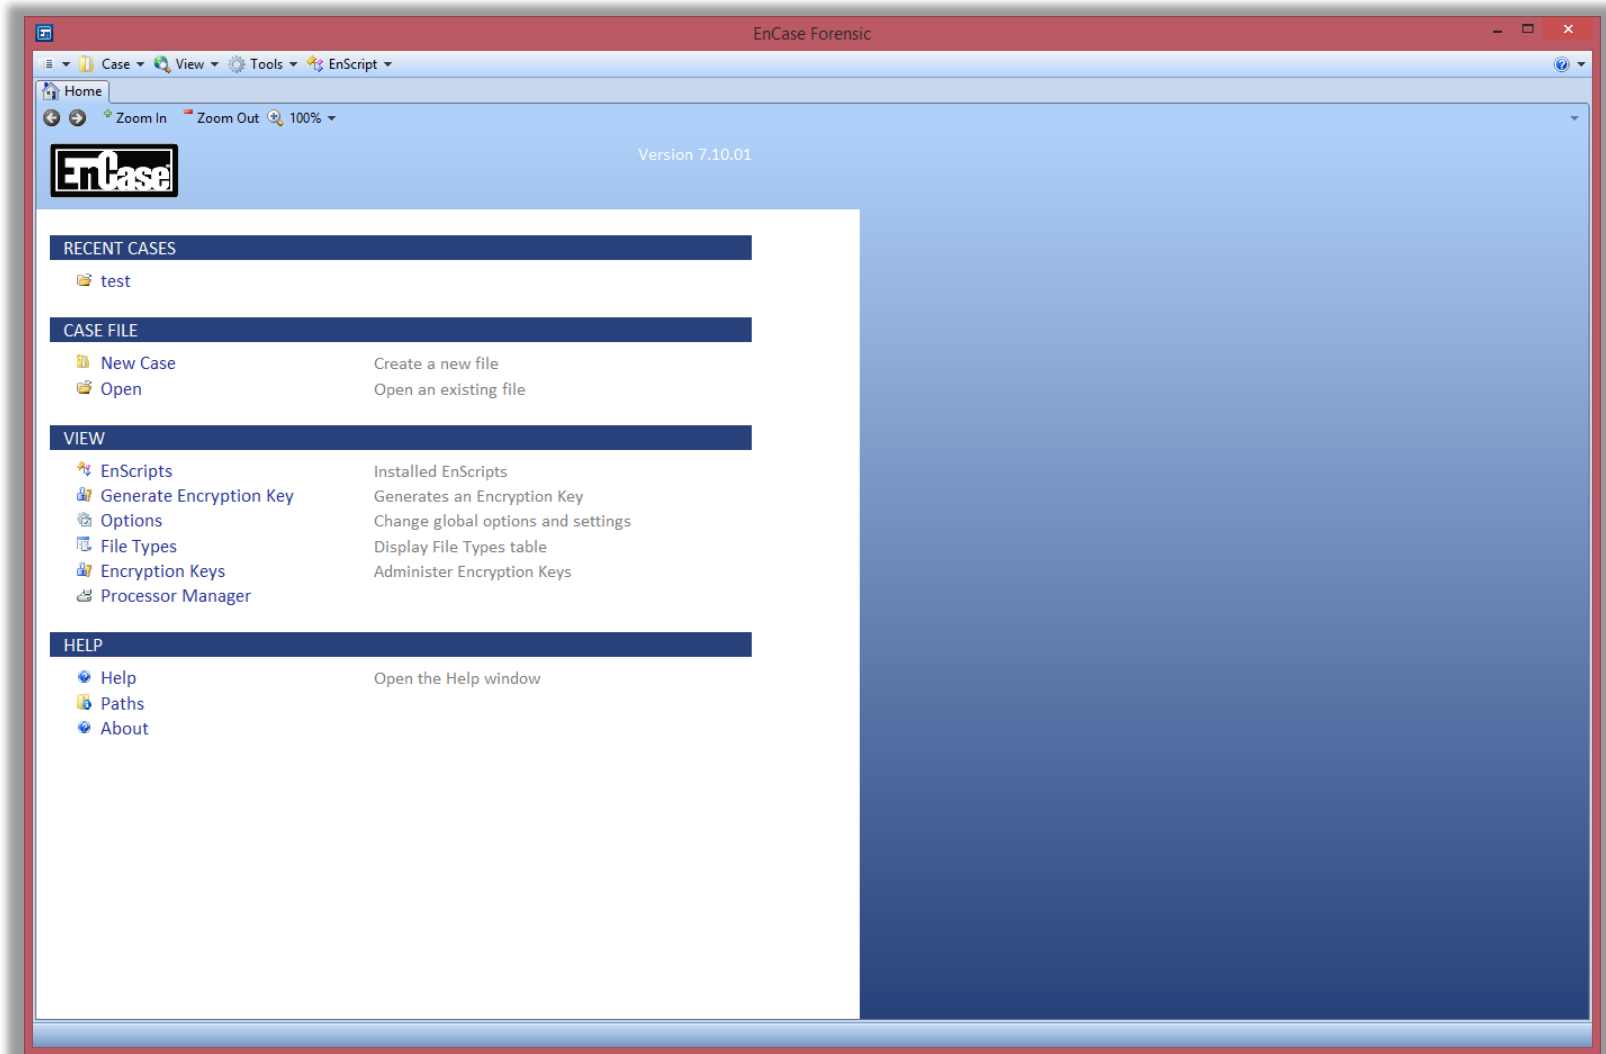 EnCase Forensic
Case View Tools EnScript
Home
Zoom In Zoom Out 100%
EnCase
Version 7.10.01
RECENT CASES
test
CASE FILE
New Case Create a new file
Open Open an existing file
VIEW
EnScripts Installed EnScripts
Generate Encryption Key Generates an Encryption Key
Options Change global options and settings
File Types Display File Types table
Encryption Keys Administer Encryption Keys
Processor Manager
HELP
Help Open the Help window
Paths
About